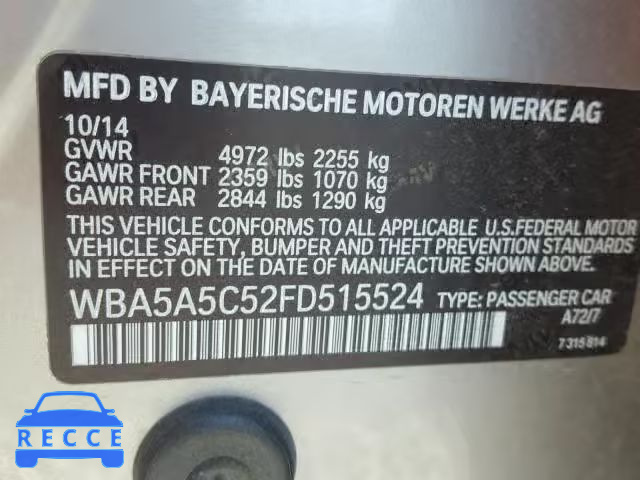 MFD BY BAYERISCHE MOTOREN WERKE AG
10/14
GVWR 4972 lbs 2255 kg
GAWR FRONT 2359 lbs 1070 kg
GAWR REAR 2844 lbs 1290 kg
THIS VEHICLE CONFORMS TO ALL APPLICABLE U.S.FEDERAL MOTOR
VEHICLE SAFETY, BUMPER AND THEFT PREVENTION STANDARDS
IN EFFECT ON THE DATE OF MANUFACTURE SHOWN ABOVE.
WBA5A5C52FD515524 TYPE: PASSENGER CAR
A72/7
7 315 814
RECCE